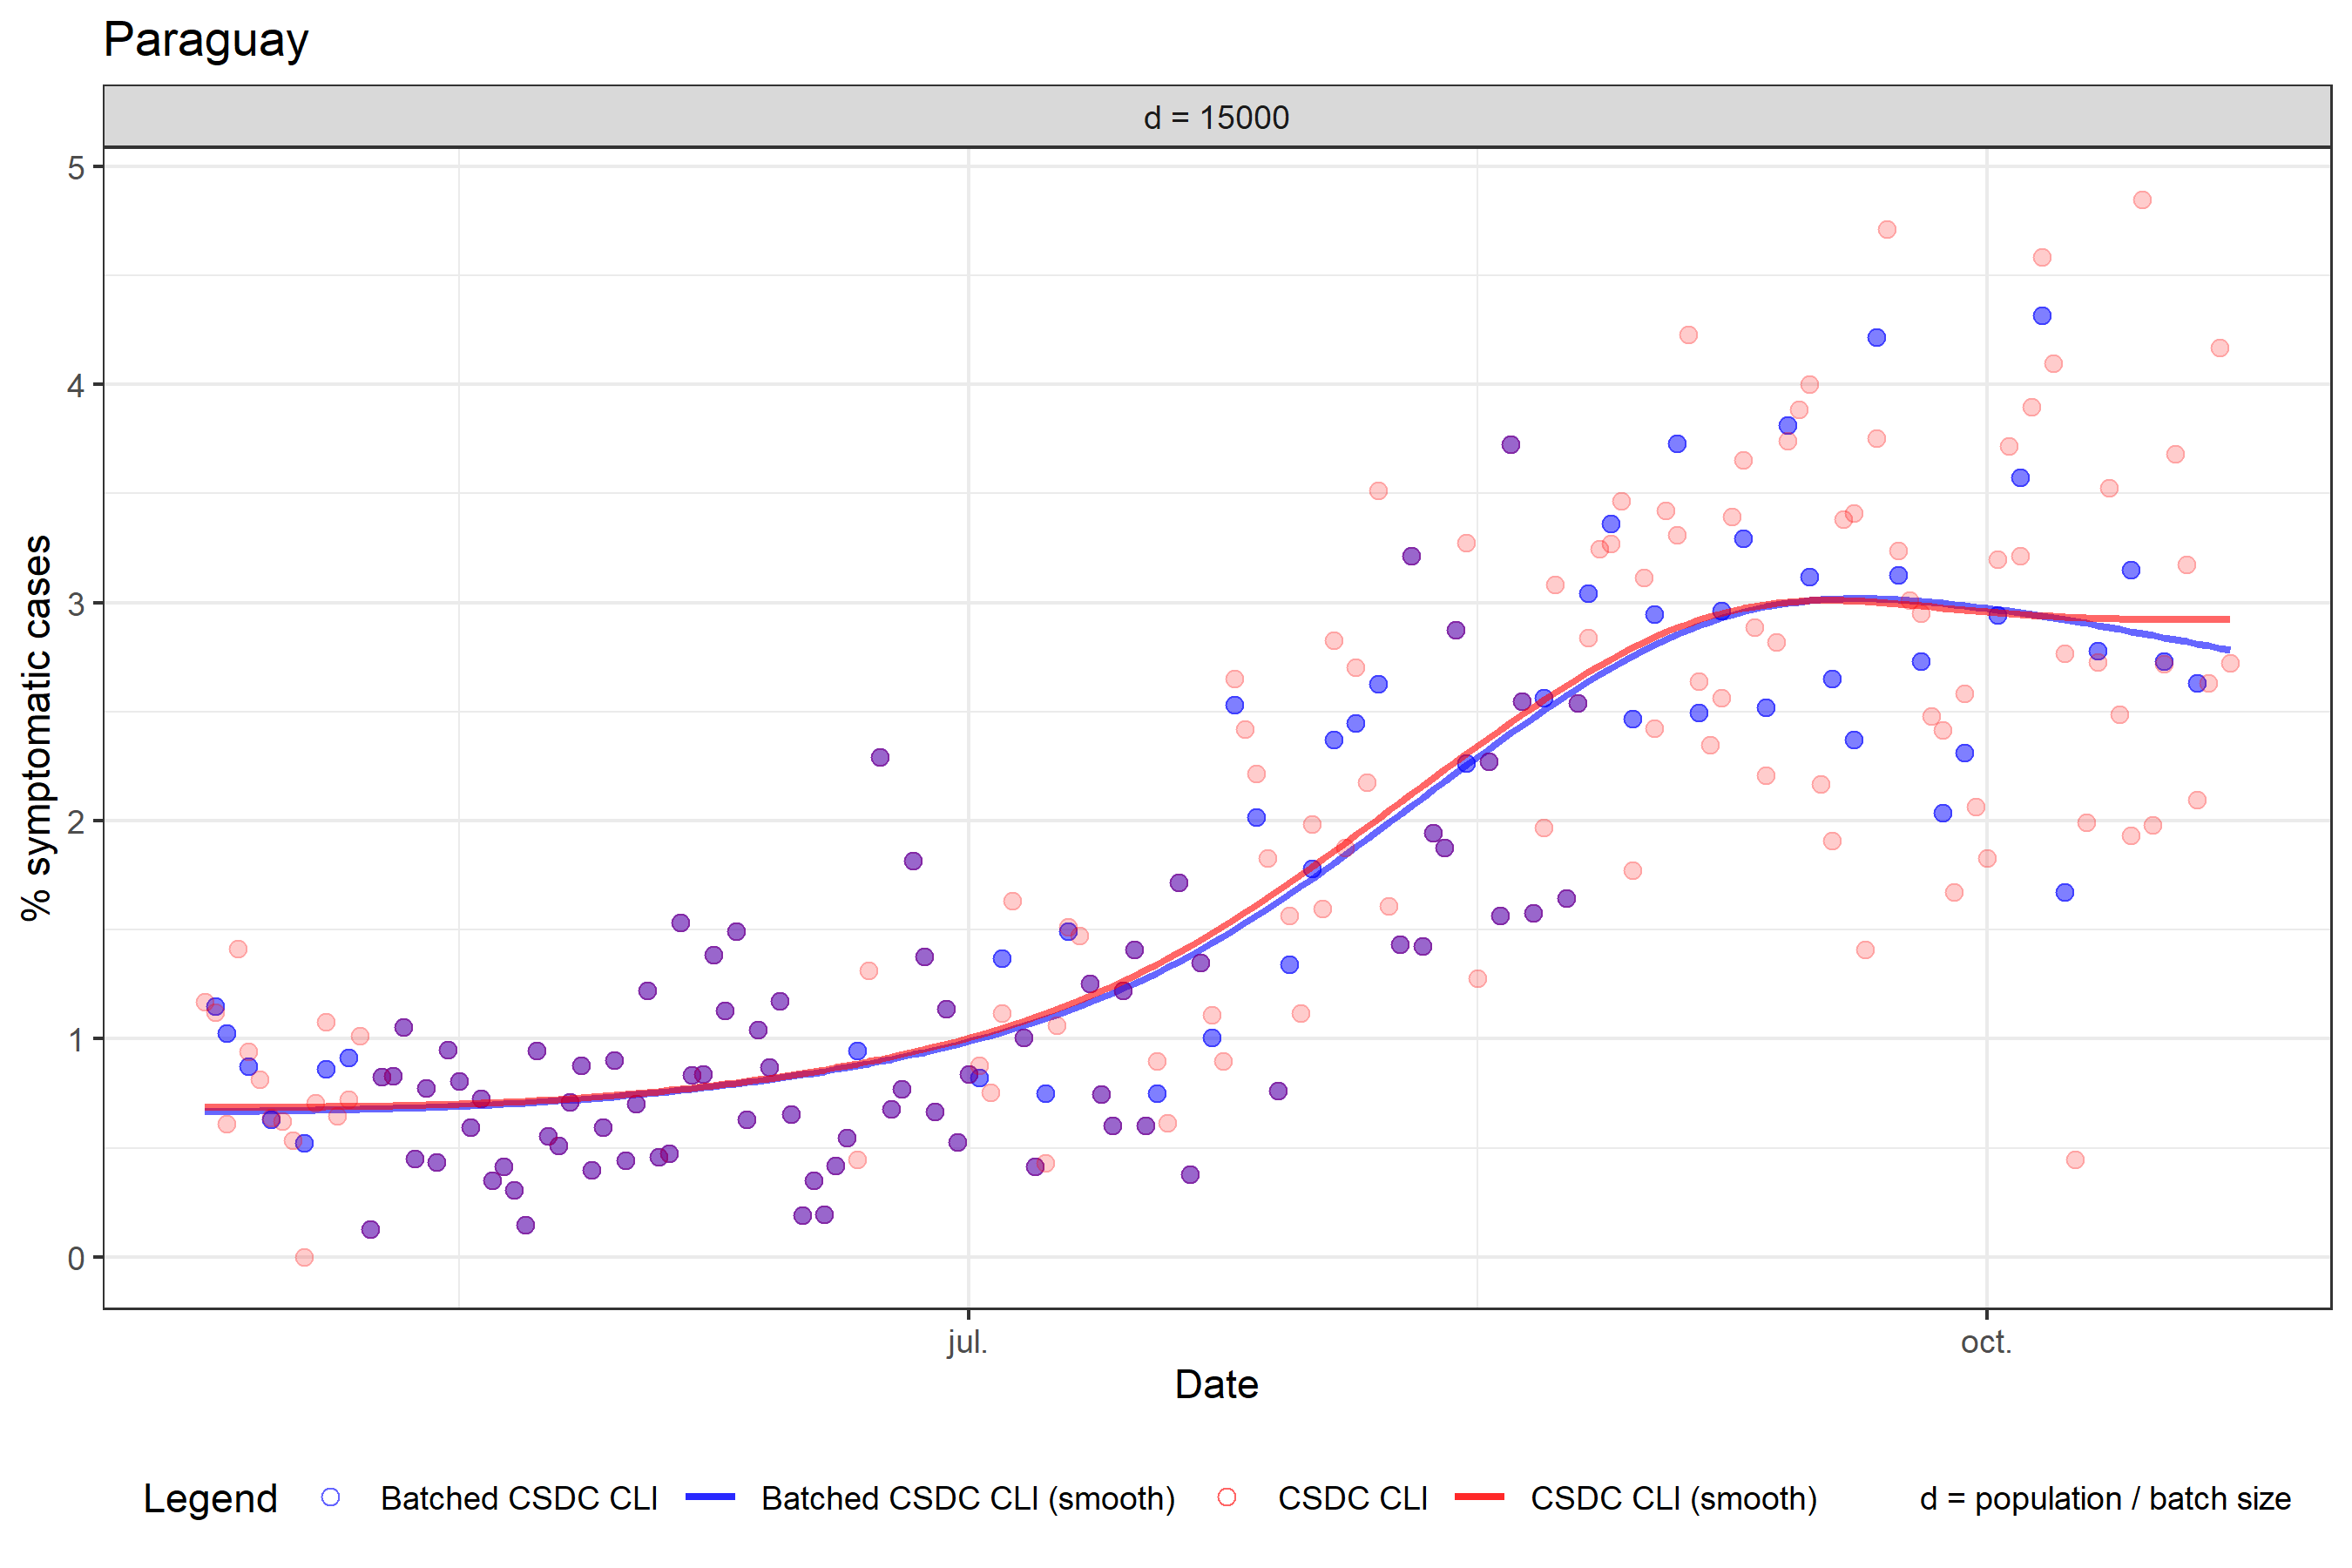 Paraguay
d = 15000
5
4
3
2
1
0
% symptomatic cases
jul.
oct.
Date
Legend
Batched CSDC CLI
Batched CSDC CLI (smooth)
CSDC CLI
CSDC CLI (smooth)
d = population / batch size